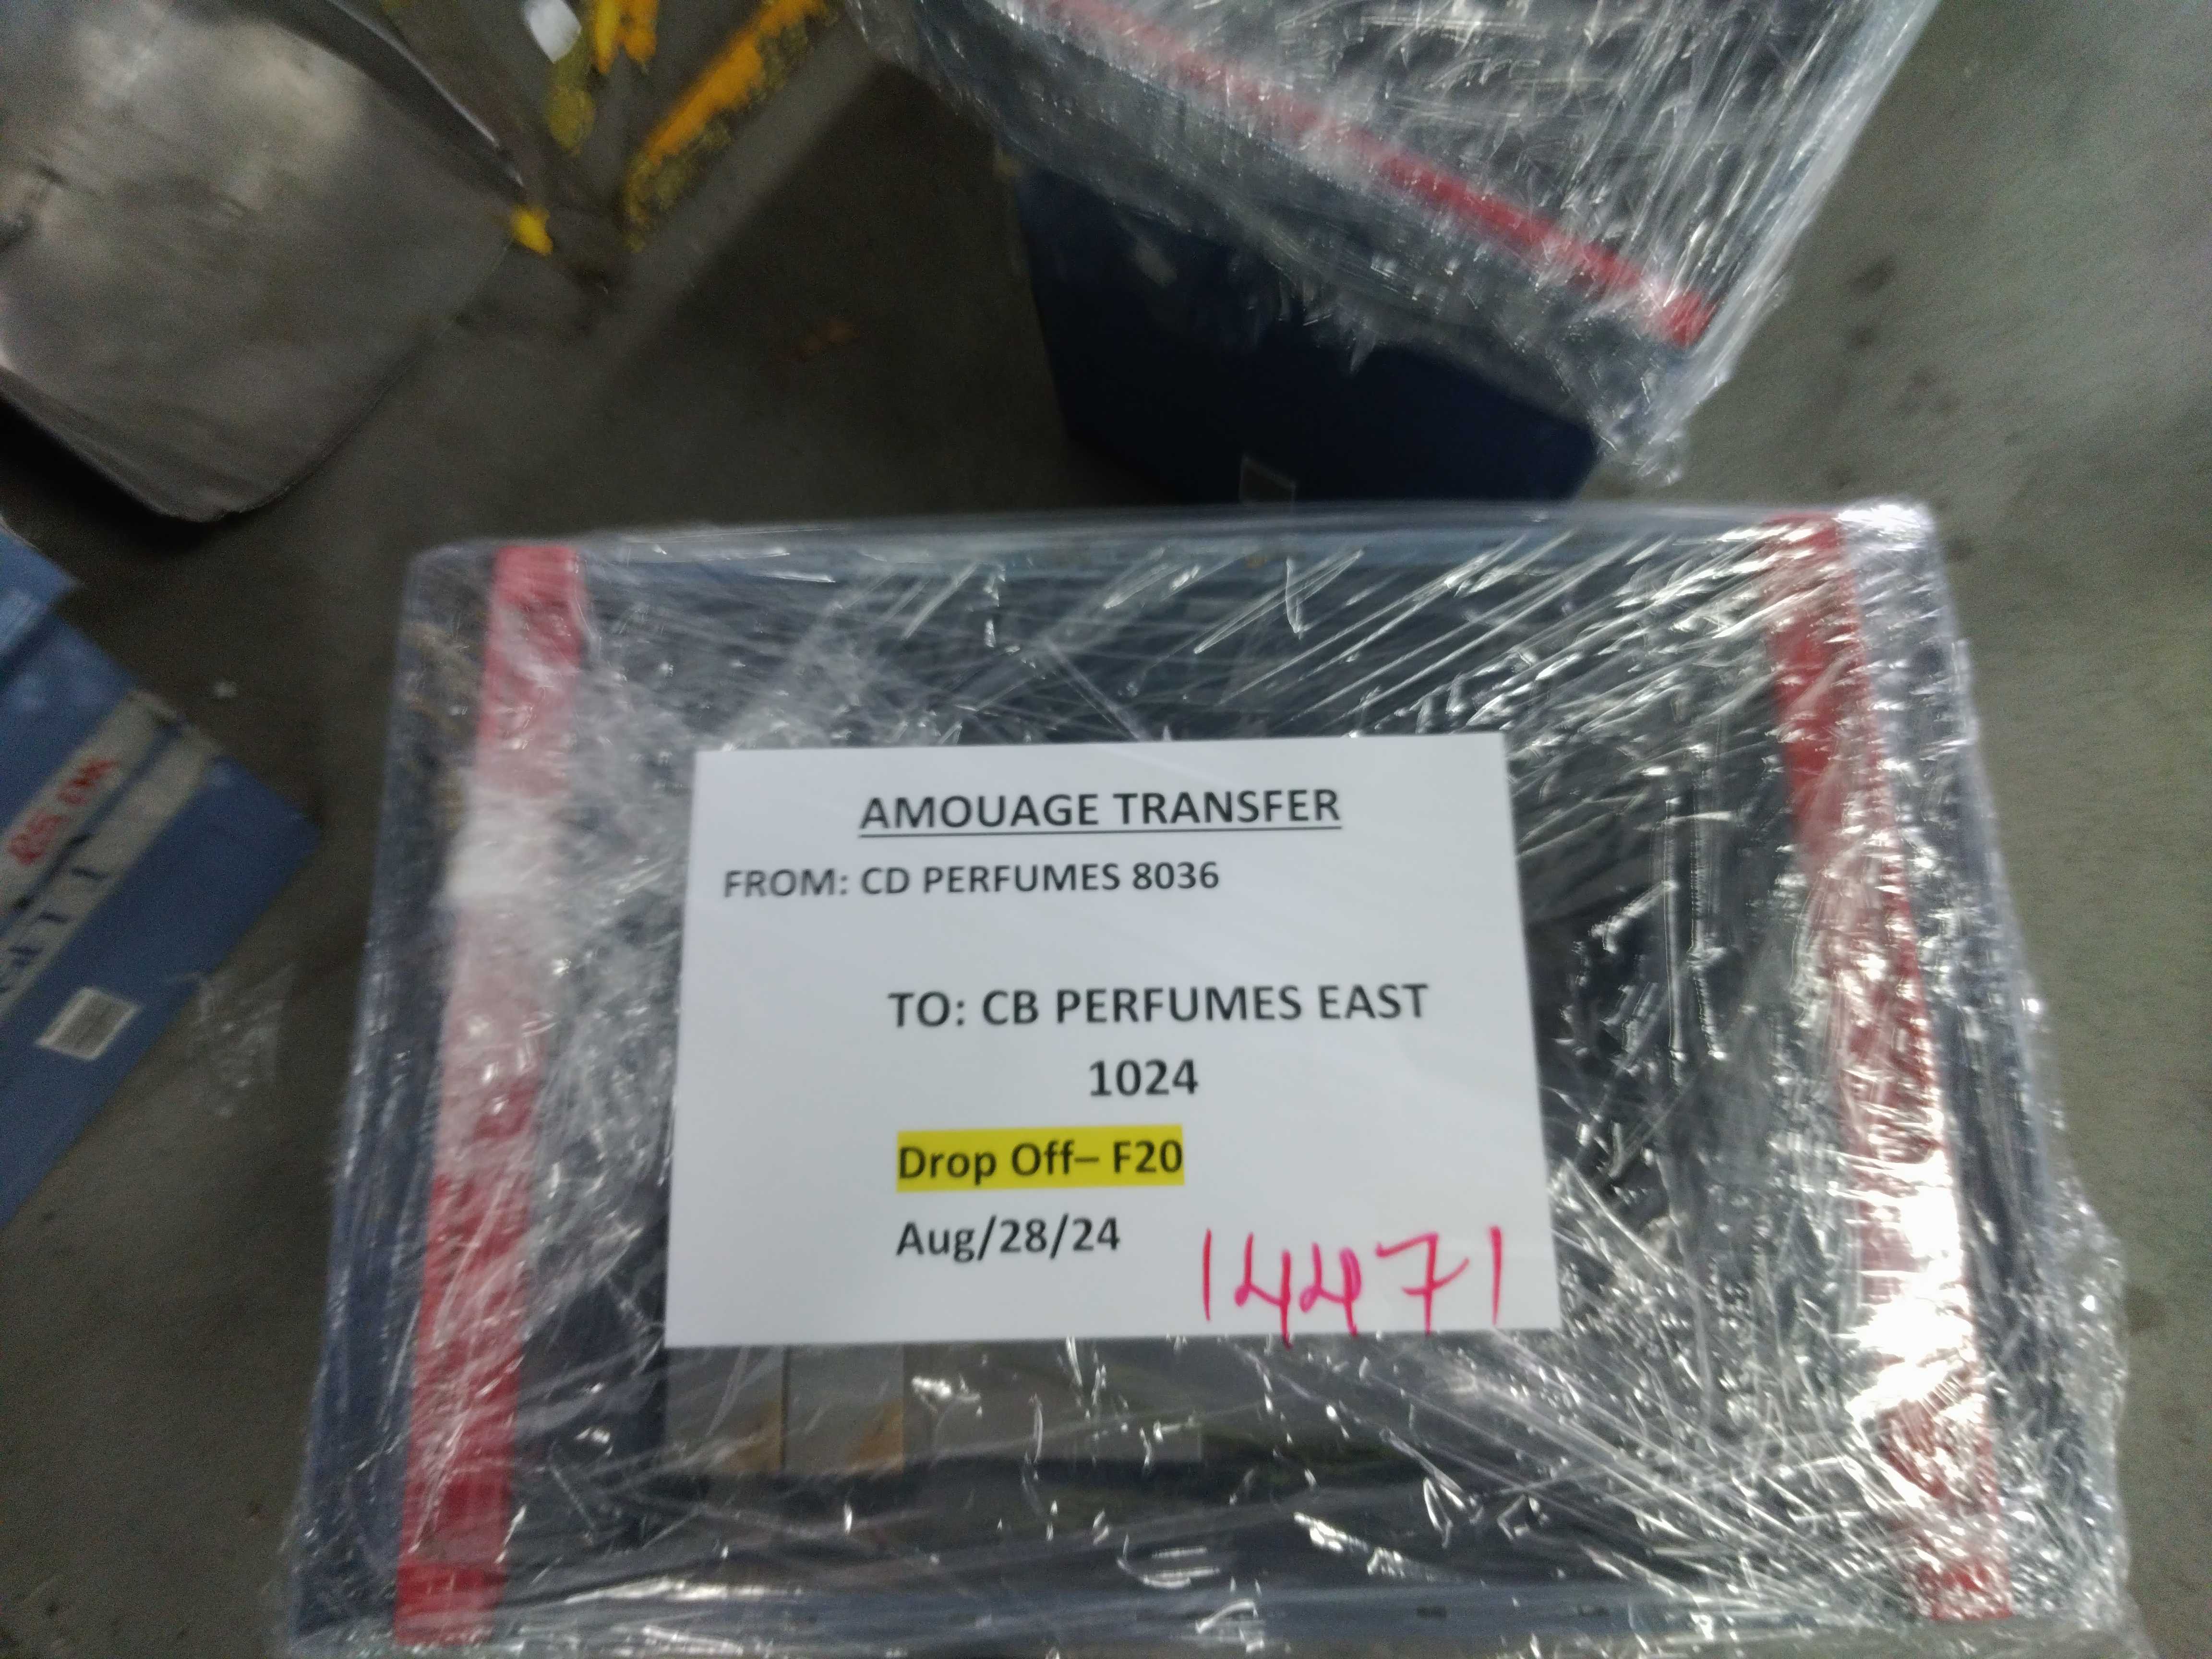 AMOUAGE TRANSFER
FROM: CD PERFUMES 8036
TO: CB PERFUMES EAST
1024
Drop Off– F20
Aug/28/24
14471